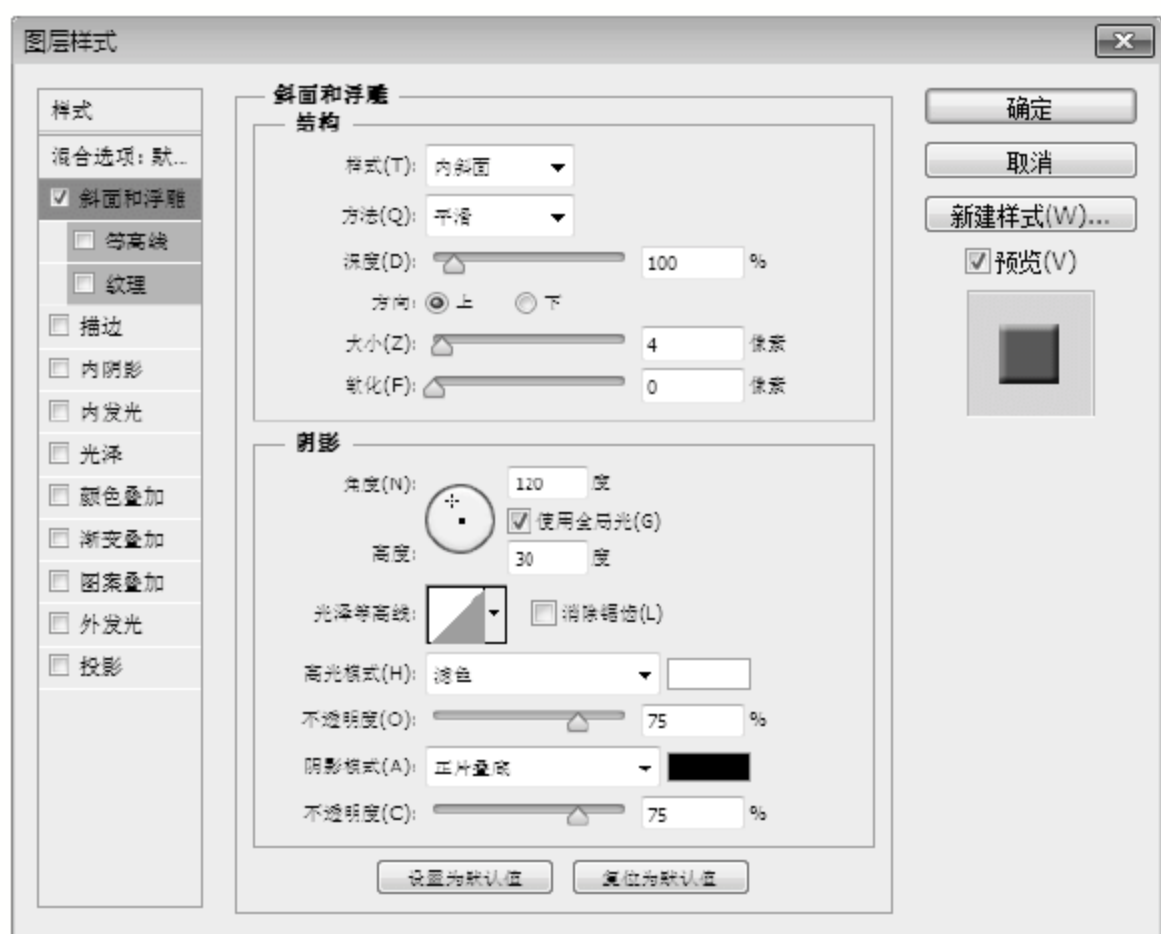 图层样式
样式
混合选项: 默...
斜面和浮雕
等高线
纹理
描边
内阴影
内发光
光泽
颜色叠加
渐变叠加
图案叠加
外发光
投影
斜面和浮雕
结构
样式(T): 内斜面
方法(Q): 平滑
深度(D): 100 %
方向: 上 下
大小(Z): 4 像素
软化(F): 0 像素
阴影
角度(N): 120 度
使用全局光(G)
高度: 30 度
光泽等高线: 消除锯齿(L)
高光模式(H): 滤色
不透明度(O): 75 %
阴影模式(A): 正片叠底
不透明度(C): 75 %
设置为默认值 复位为默认值
确定
取消
新建样式(W)...
预览(V)